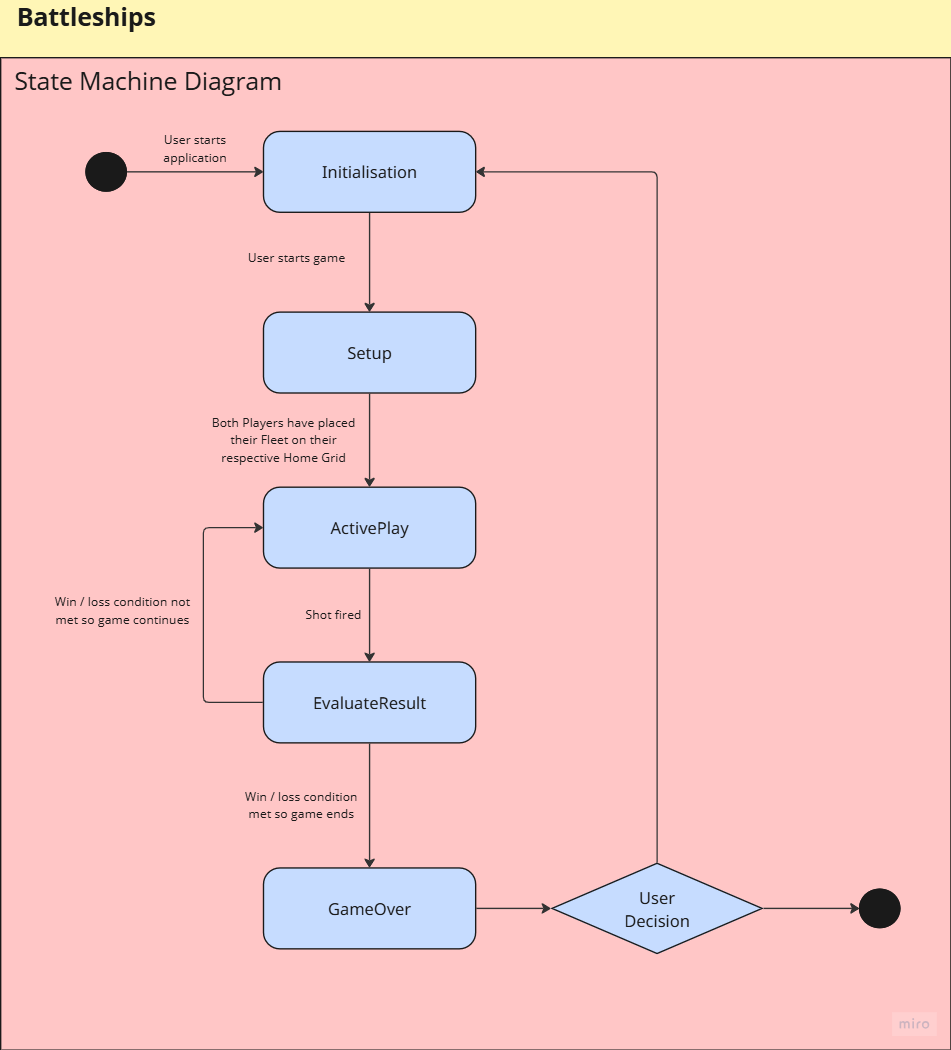 Battleships
State Machine Diagram
User starts
application
Initialisation
User starts game
Setup
Both Players have placed
their Fleet on their
respective Home Grid
ActivePlay
Win / loss condition not
met so game continues
Shot fired
EvaluateResult
Win / loss condition
met so game ends
GameOver
User
Decision
miro